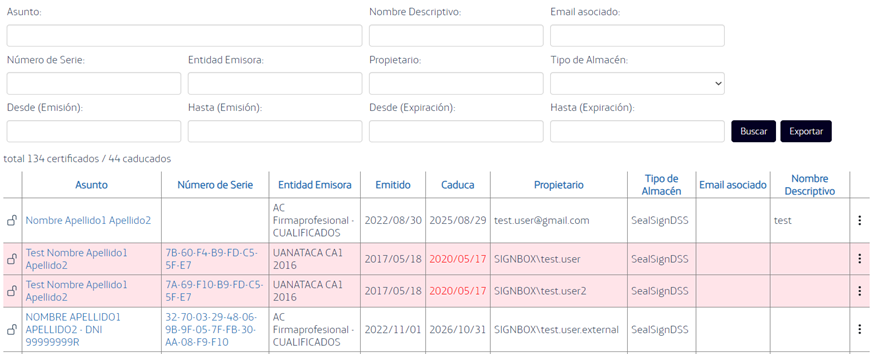 Asunto: Nombre Descriptivo: Email asociado:
Número de Serie: Entidad Emisora: Propietario: Tipo de Almacén:
Desde (Emisión): Hasta (Emisión): Desde (Expiración): Hasta (Expiración):
Buscar Exportar
total 134 certificados / 44 caducados
Asunto Número de Serie Entidad Emisora Emitido Caduca Propietario Tipo de Almacén Email asociado Nombre Descriptivo
Nombre Apellido1 Apellido2 AC Firmaprofesional - CUALIFICADOS 2022/08/30 2025/08/29 test.user@gmail.com SealSignDSS test
Test Nombre Apellido1 Apellido2 7B-60-F4-B9-FD-C5-5F-E7 UANATACA CA1 2016 2017/05/18 2020/05/17 SIGNBOX\test.user SealSignDSS
Test Nombre Apellido1 Apellido2 7A-69-F10-B9-FD-C5-5F-E7 UANATACA CA1 2016 2017/05/18 2020/05/17 SIGNBOX\test.user2 SealSignDSS
NOMBRE APELLIDO1 APELLIDO2 - DNI 99999999R 32-70-03-29-48-06-9B-9F-05-7F-FB-30-AA-08-F9-F10 AC Firmaprofesional - CUALIFICADOS 2022/11/01 2026/10/31 SIGNBOX\test.user.external SealSignDSS